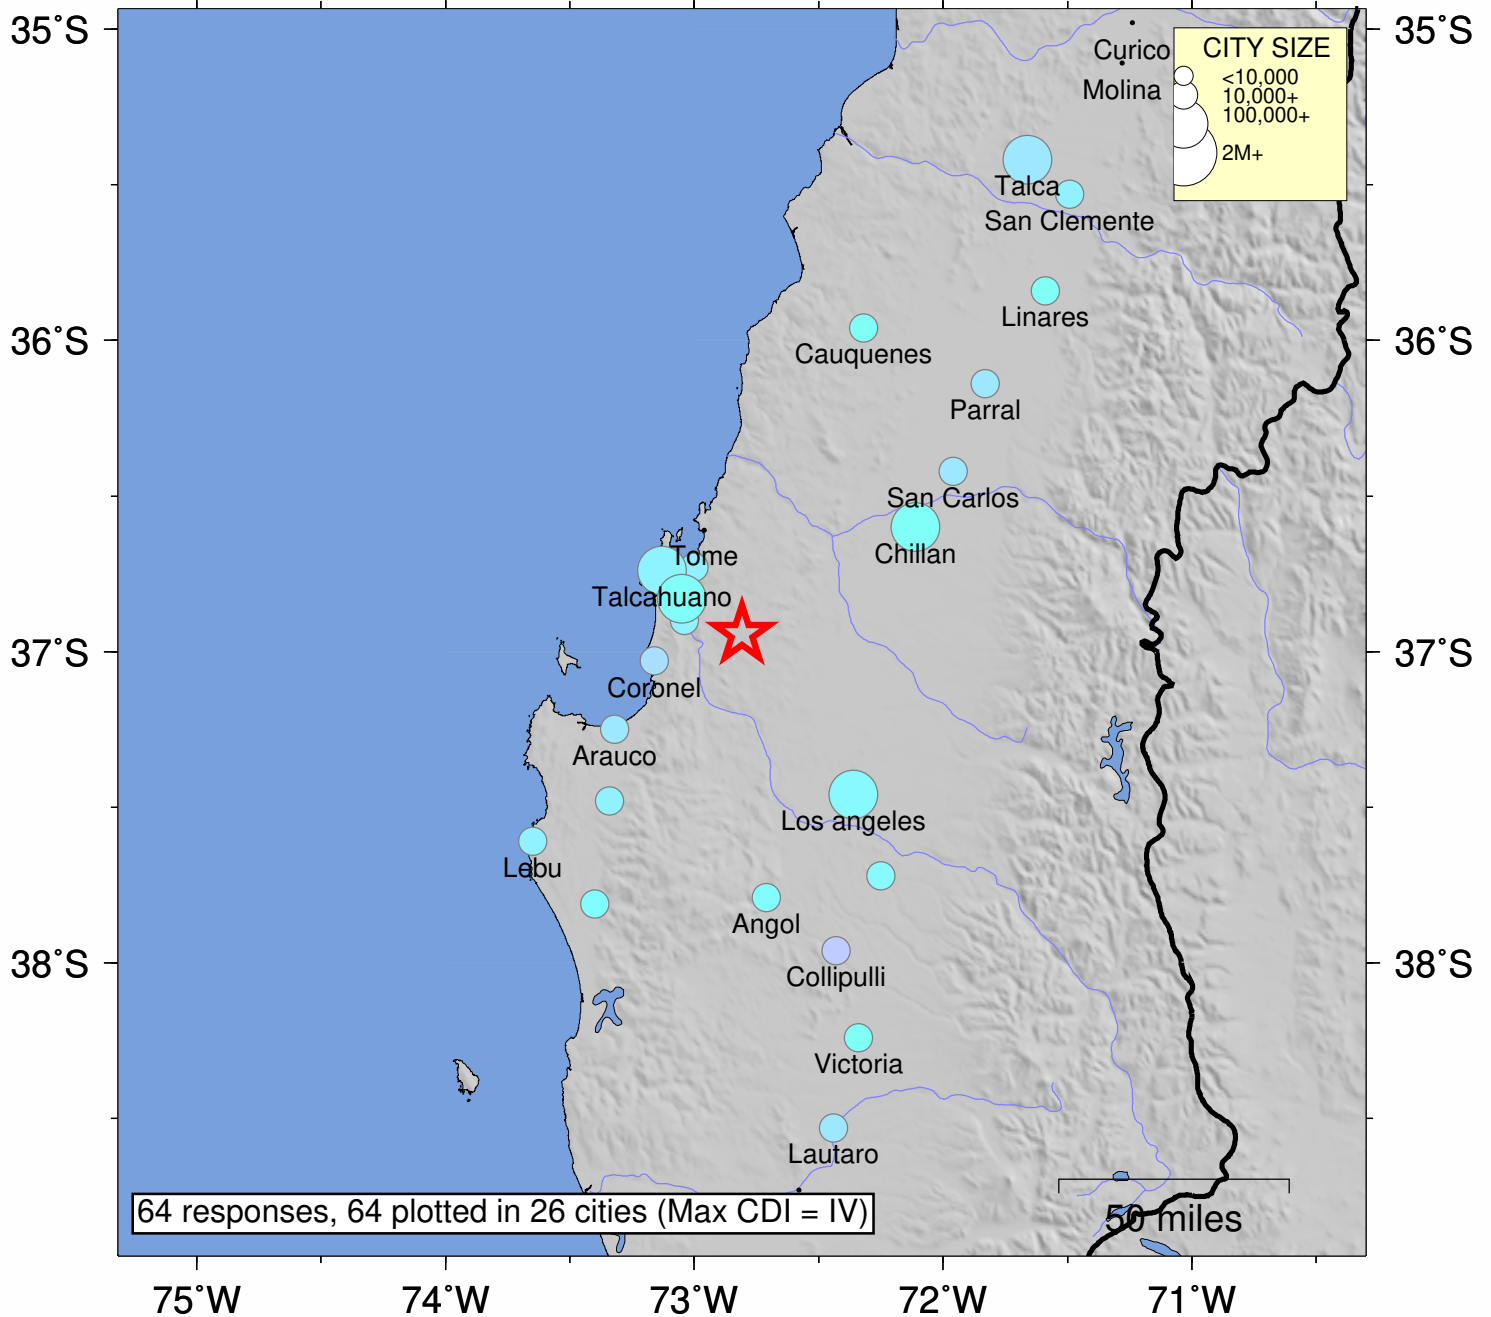 35°S
35°S
Curico
CITY SIZE
<10,000
10,000+
100,000+
2M+
Molina
Talca
San Clemente
Linares
36°S
36°S
Cauquenes
Parral
San Carlos
Chillan
Tome
Talcahuano
37°S
37°S
Coronel
Arauco
Los angeles
Lebu
Angol
38°S
38°S
Collipulli
Victoria
Lautaro
64 responses, 64 plotted in 26 cities (Max CDI = IV)
50 miles
75°W
74°W
73°W
72°W
71°W